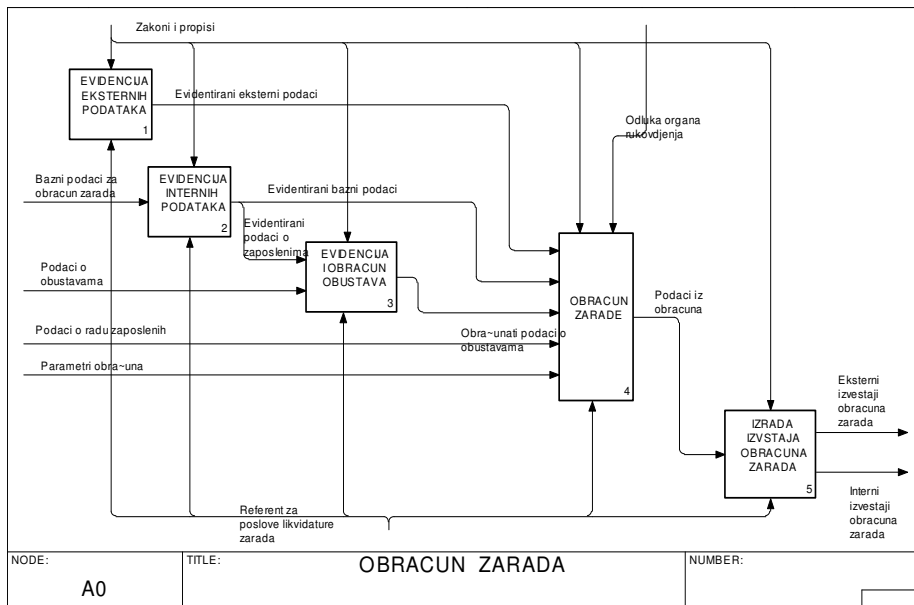 Zakoni i propisi
EVIDENCIJA
EKSTERNIH
PODATAKA
1
Evidentirani eksterni podaci
Odluka organa
rukovdjenja
Bazni podaci za
obracun zarada
EVIDENCIJA
INTERNIH
PODATAKA
2
Evidentirani bazni podaci
Evidentirani
podaci o
zaposlenima
EVIDENCIJA
I OBRACUN
OBUSTAVA
3
Podaci o
obustavama
OBRACUN
ZARADE
4
Podaci iz
obracuna
Podaci o radu zaposlenih
Obra~unati podaci o
obustavama
Parametri obra~una
Eksterni
izvestaji
obracuna
zarada
IZRADA
IZVSTAJA
OBRACUNA
ZARADA
5
Interni
izvestaji
obracuna
zarada
Referent za
poslove likvidature
zarada
NODE:
A0
TITLE:
OBRACUN ZARADA
NUMBER: